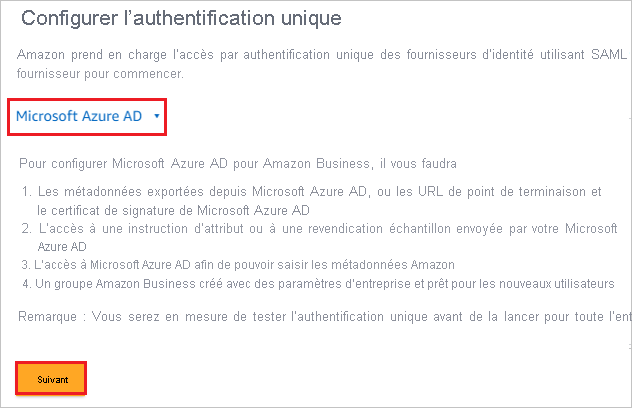 Configurer l'authentification unique
Amazon prend en charge l'accès par authentification unique des fournisseurs d'identité utilisant SAML
fournisseur pour commencer.
Microsoft Azure AD
Pour configurer Microsoft Azure AD pour Amazon Business, il vous faudra
1. Les métadonnées exportées depuis Microsoft Azure AD, ou les URL de point de terminaison et
le certificat de signature de Microsoft Azure AD
2. L'accès à une instruction d'attribut ou à une revendication échantillon envoyée par votre Microsoft
Azure AD
3. L'accès à Microsoft Azure AD afin de pouvoir saisir les métadonnées Amazon
4. Un groupe Amazon Business créé avec des paramètres d'entreprise et prêt pour les nouveaux utilisateurs
Remarque : Vous serez en mesure de tester l'authentification unique avant de la lancer pour toute l'ent
Suivant